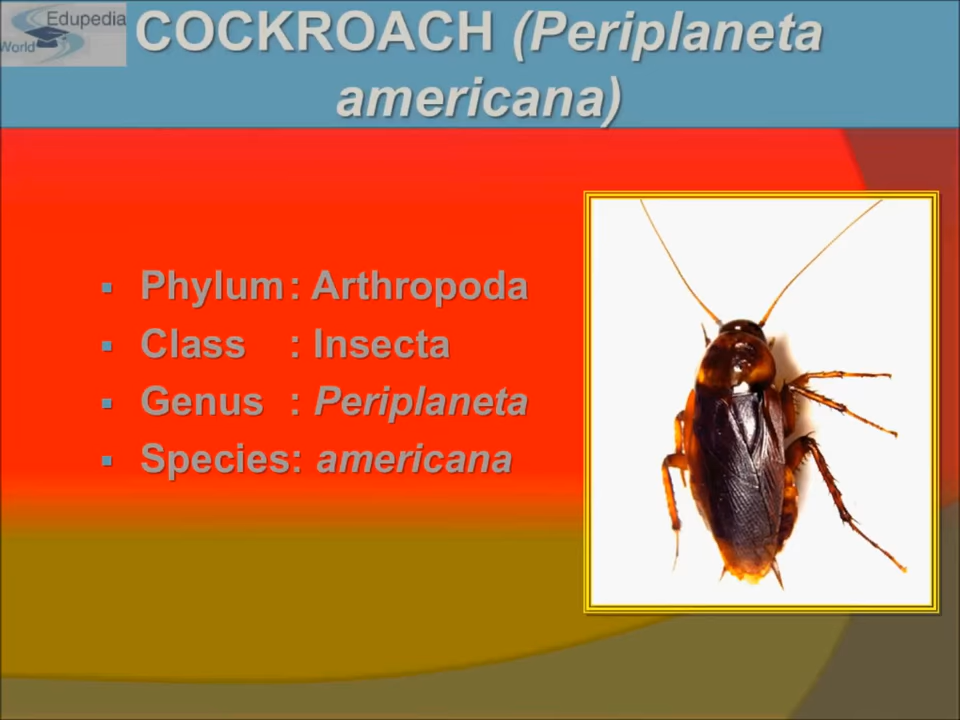 Edupedia
World
COCKROACH (Periplaneta
americana)
Phylum : Arthropoda
Class : Insecta
Genus : Periplaneta
Species: americana